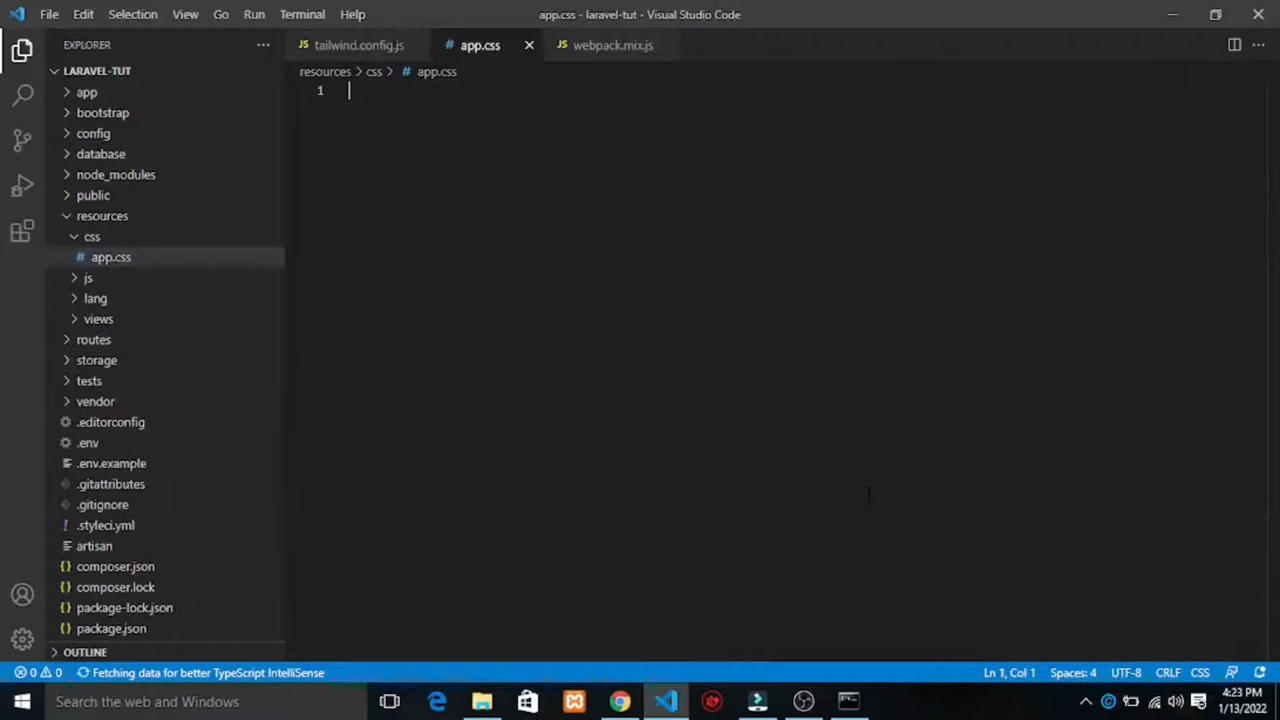 File Edit Selection View Go Run Terminal Help
app.css - laravel-tut - Visual Studio Code
EXPLORER
LARAVEL-TUT
app
bootstrap
config
database
node_modules
public
resources
css
# app.css
js
lang
views
routes
storage
tests
vendor
.editorconfig
.env
.env.example
.gitattributes
.gitignore
! .styleci.yml
artisan
{} composer.json
{} composer.lock
{} package-lock.json
{} package.json
OUTLINE
JS tailwind.config.js
# app.css
JS webpack.mix.js
resources > css > # app.css
1
0 0 Fetching data for better TypeScript IntelliSense
Ln 1, Col 1 Spaces: 4 UTF-8 CRLF CSS
Search the web and Windows
4:23 PM
1/13/2022